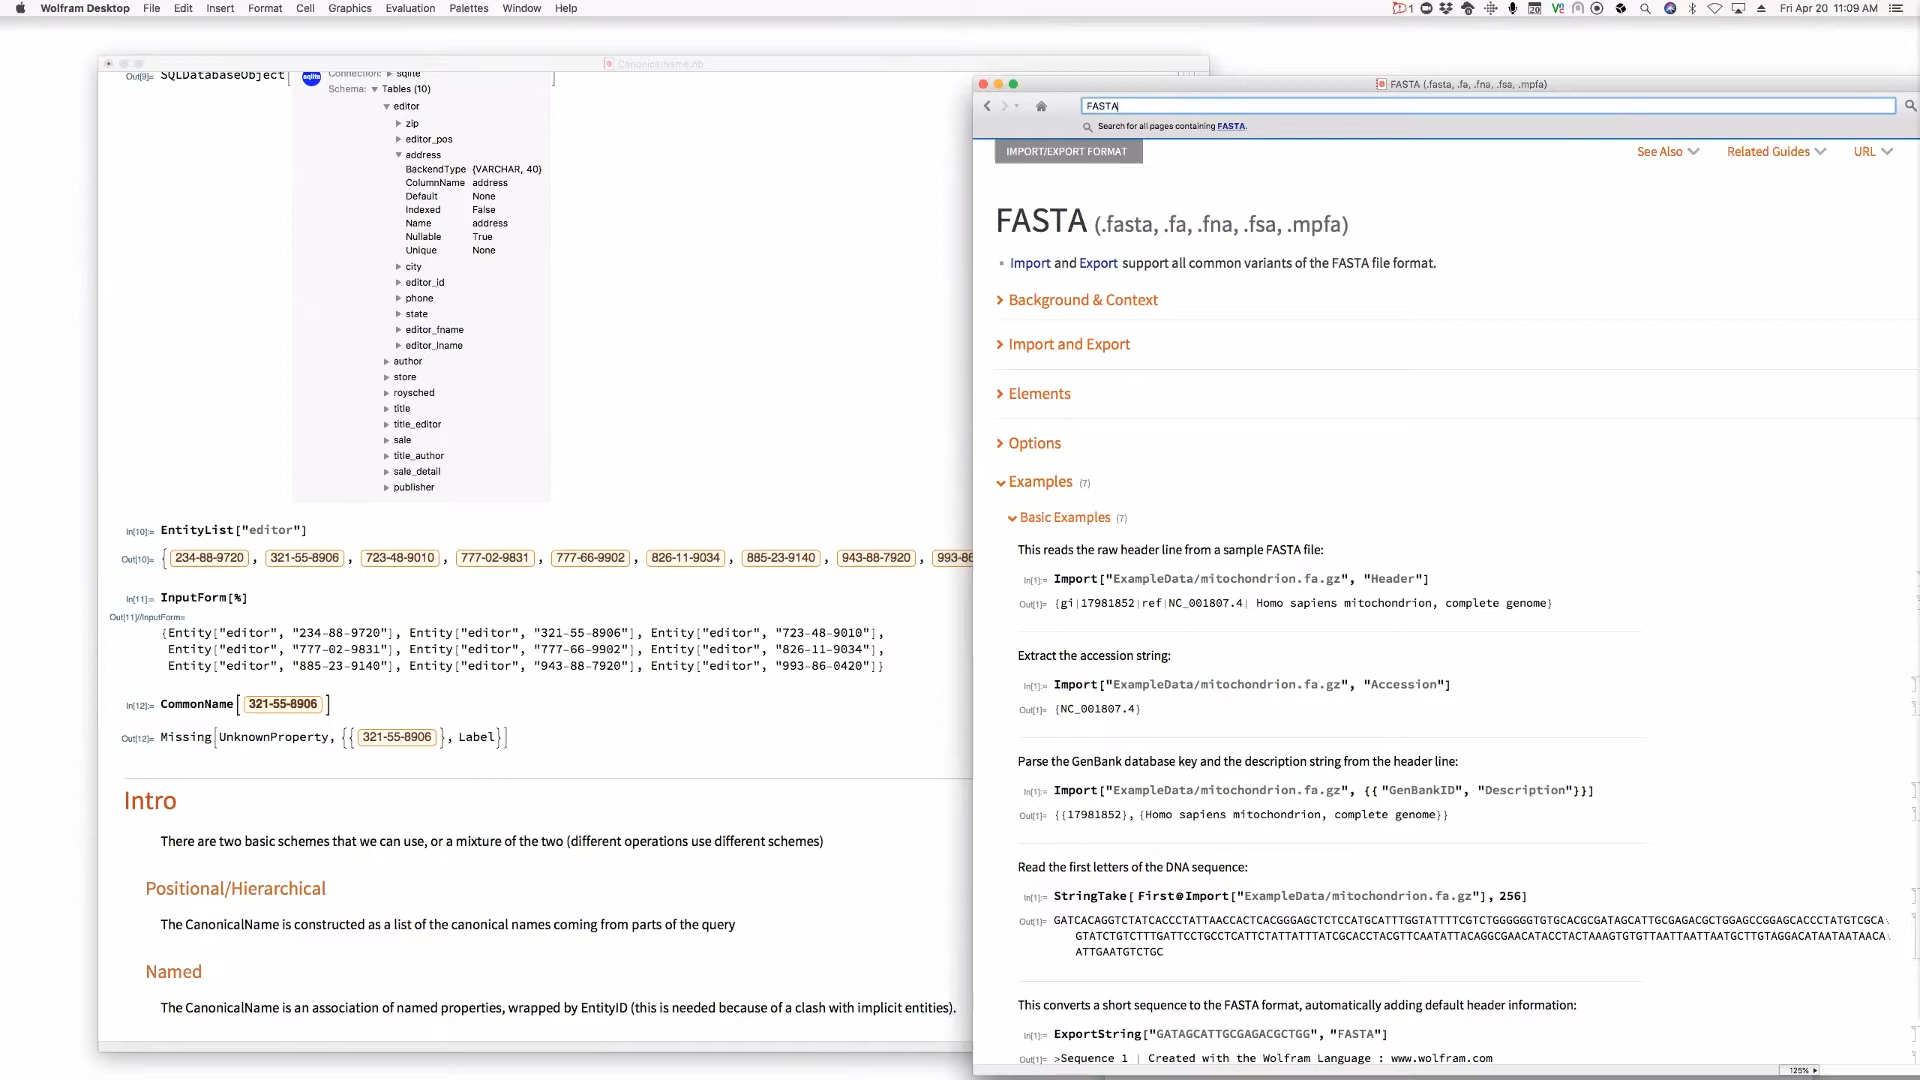 Wolfram Desktop File Edit Insert Format Cell Graphics Evaluation Palettes Window Help
1 20 Fri Apr 20 11:09 AM
CanonicalName.nb
Out[9]= SQLDatabaseObject[
Connection: sqlite
Schema: Tables (10)
editor
zip
editor_pos
address
BackendType {VARCHAR, 40}
ColumnName address
Default None
Indexed False
Name address
Nullable True
Unique None
city
editor_id
phone
state
editor_fname
editor_lname
author
store
roysched
title
title_editor
sale
title_author
sale_detail
publisher
]
In[10]:= EntityList["editor"]
Out[10]= { 234-88-9720 , 321-55-8906 , 723-48-9010 , 777-02-9831 , 777-66-9902 , 826-11-9034 , 885-23-9140 , 943-88-7920 , 993-86
In[11]:= InputForm[%]
Out[11]//InputForm=
{Entity["editor", "234-88-9720"], Entity["editor", "321-55-8906"], Entity["editor", "723-48-9010"],
Entity["editor", "777-02-9831"], Entity["editor", "777-66-9902"], Entity["editor", "826-11-9034"],
Entity["editor", "885-23-9140"], Entity["editor", "943-88-7920"], Entity["editor", "993-86-0420"]}
In[12]:= CommonName[ 321-55-8906 ]
Out[12]= Missing[UnknownProperty, {{ 321-55-8906 }, Label}]
Intro
There are two basic schemes that we can use, or a mixture of the two (different operations use different schemes)
Positional/Hierarchical
The CanonicalName is constructed as a list of the canonical names coming from parts of the query
Named
The CanonicalName is an association of named properties, wrapped by EntityID (this is needed because of a clash with implicit entities).
FASTA (.fasta, .fa, .fna, .fsa, .mpfa)
FASTA
Search for all pages containing FASTA.
IMPORT/EXPORT FORMAT
See Also Related Guides URL
FASTA (.fasta, .fa, .fna, .fsa, .mpfa)
Import and Export support all common variants of the FASTA file format.
Background & Context
Import and Export
Elements
Options
Examples (7)
Basic Examples (7)
This reads the raw header line from a sample FASTA file:
In[1]:= Import["ExampleData/mitochondrion.fa.gz", "Header"]
Out[1]= {gi|17981852|ref|NC_001807.4| Homo sapiens mitochondrion, complete genome}
Extract the accession string:
In[1]:= Import["ExampleData/mitochondrion.fa.gz", "Accession"]
Out[1]= {NC_001807.4}
Parse the GenBank database key and the description string from the header line:
In[1]:= Import["ExampleData/mitochondrion.fa.gz", {{"GenBankID", "Description"}}]
Out[1]= {{17981852}, {Homo sapiens mitochondrion, complete genome}}
Read the first letters of the DNA sequence:
In[1]:= StringTake[ First@Import["ExampleData/mitochondrion.fa.gz"], 256]
Out[1]= GATCACAGGTCTATCACCCTATTAACCACTCACGGGAGCTCTCCATGCATTTGGTATTTTCGTCTGGGGGGTGTGCACGCGATAGCATTGCGAGACGCTGGAGCCGGAGCACCCTATGTCGCA
GTATCTGTCTTTGATTCCTGCCTCATTCTATTATTTATCGCACCTACGTTCAATATTACAGGCGAACATACCTACTAAAGTGTGTTAATTAATTAATGCTTGTAGGACATAATAATAACA
ATTGAATGTCTGC
This converts a short sequence to the FASTA format, automatically adding default header information:
In[1]:= ExportString["GATAGCATTGCGAGACGCTGG", "FASTA"]
Out[1]= >Sequence 1 | Created with the Wolfram Language : www.wolfram.com
125%